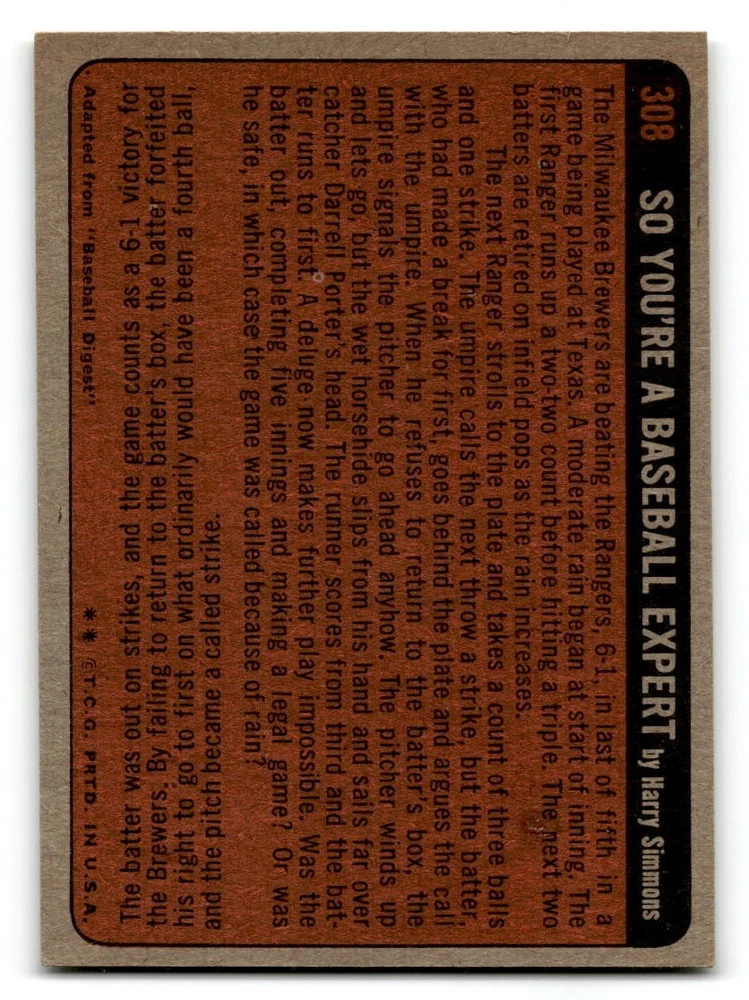 308 SO YOU'RE A BASEBALL EXPERT by Harry Simmons
The Milwaukee Brewers are beating the Rangers, 6-1, in last of fifth in a
game being played at Texas. A moderate rain began at start of inning. The
first Ranger runs up a two-two count before hitting a triple. The next two
batters are retired on infield pops as the rain increases.
The next Ranger strolls to the plate and takes a count of three balls
and one strike. The umpire calls the next throw a strike, but the batter,
who had made a break for first, goes behind the plate and argues the call
with the umpire. When he refuses to return to the batter's box, the
umpire signals the pitcher to go ahead anyhow. The pitcher winds up
and lets go, but the wet horsehide slips from his hand and sails far over
catcher Darrell Porter's head. The runner scores from third and the bat-
ter runs to first. A deluge now makes further play impossible. Was the
batter out, completing five innings and making a legal game? Or was
he safe, in which case the game was called because of rain?
The batter was out on strikes, and the game counts as a 6-1 victory for
the Brewers. By failing to return to the batter's box, the batter forfeited
his right to go to first on what ordinarily would have been a fourth ball,
and the pitch became a called strike.
Adapted from "Baseball Digest" ** ©T.C.G. PRTD. IN U.S.A.